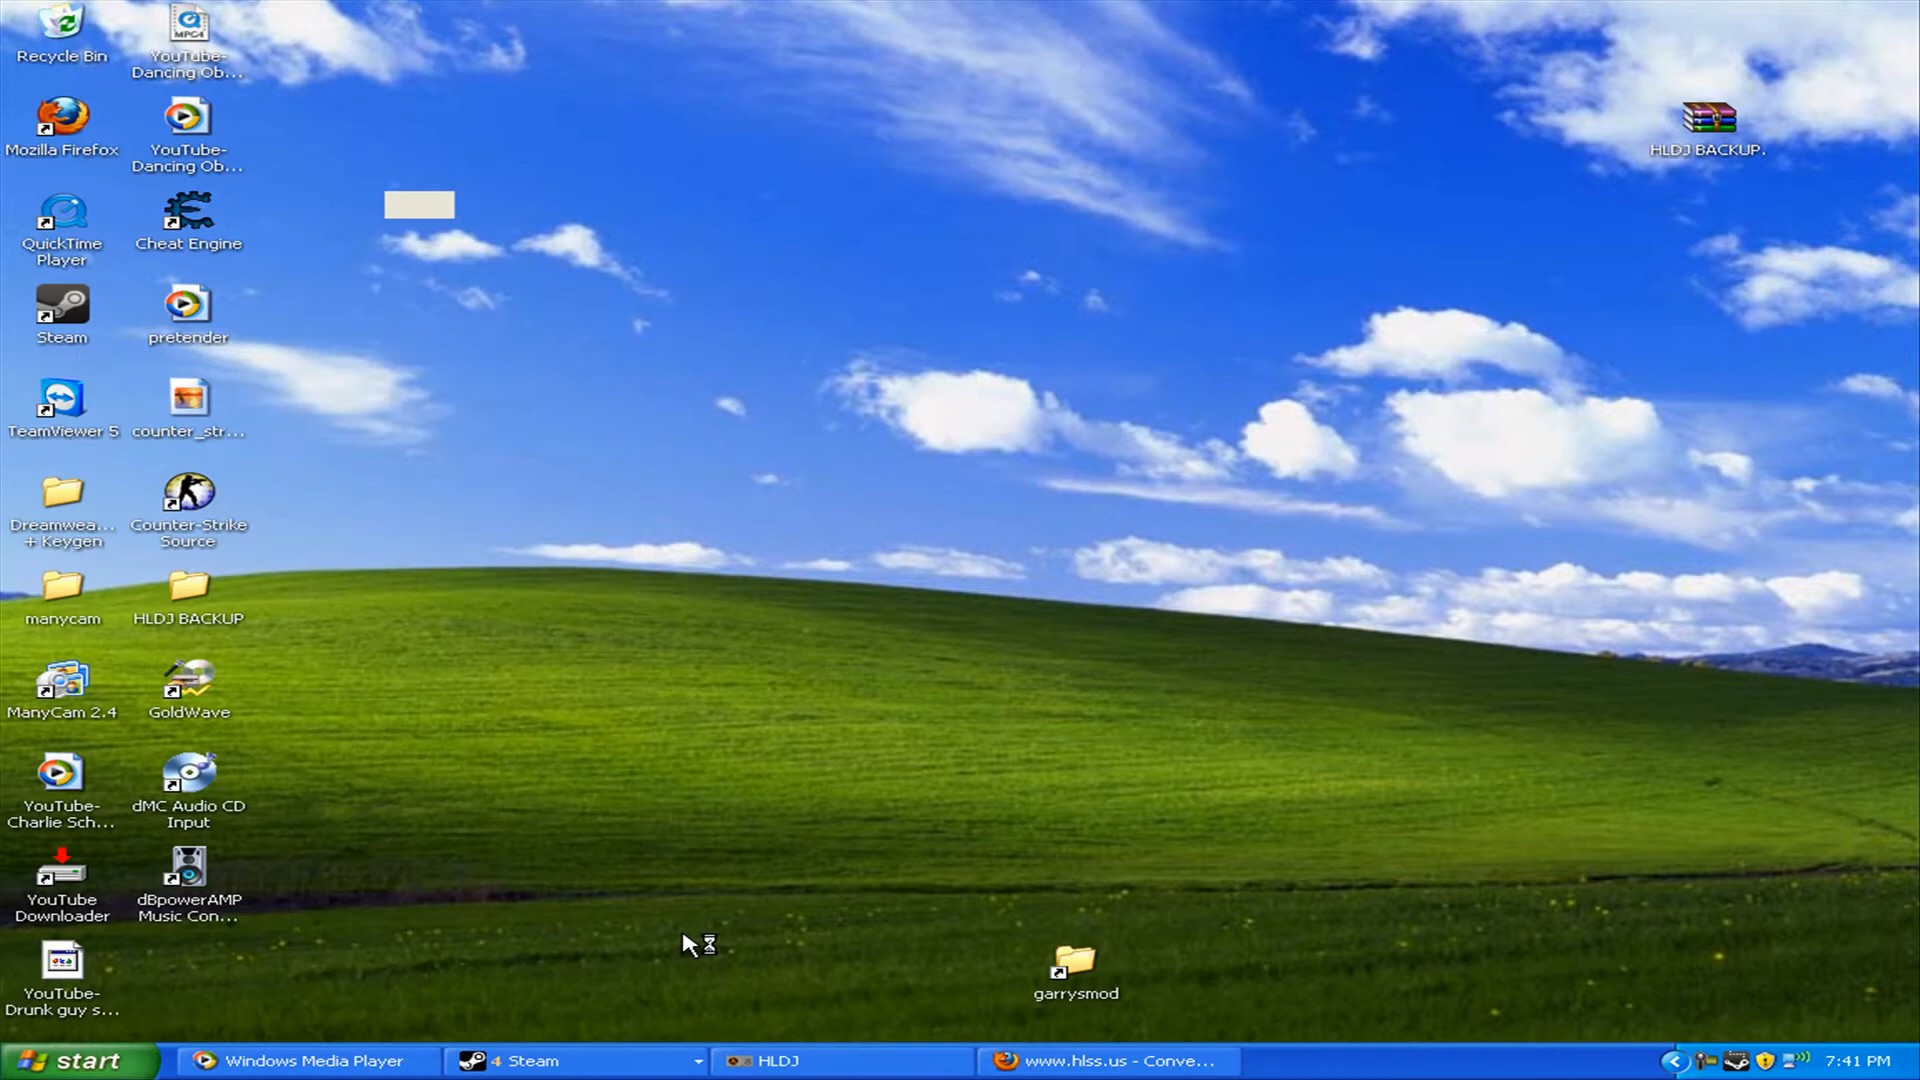 Recycle Bin
MPC4
YouTube-
Dancing Ob...
Mozilla Firefox
YouTube-
Dancing Ob...
QuickTime
Player
Cheat Engine
Steam
pretender
TeamViewer 5
counter_str...
Dreamwea...
+ Keygen
Counter-Strike
Source
manycam
HLDJ BACKUP
ManyCam 2.4
GoldWave
YouTube-
Charlie Sch...
dMC Audio CD
Input
YouTube
Downloader
dBpowerAMP
Music Con...
YouTube-
Drunk guy s...
HLDJ BACKUP.
garrysmod
start
Windows Media Player
4 Steam
HLDJ
www.hlss.us - Conve...
7:41 PM